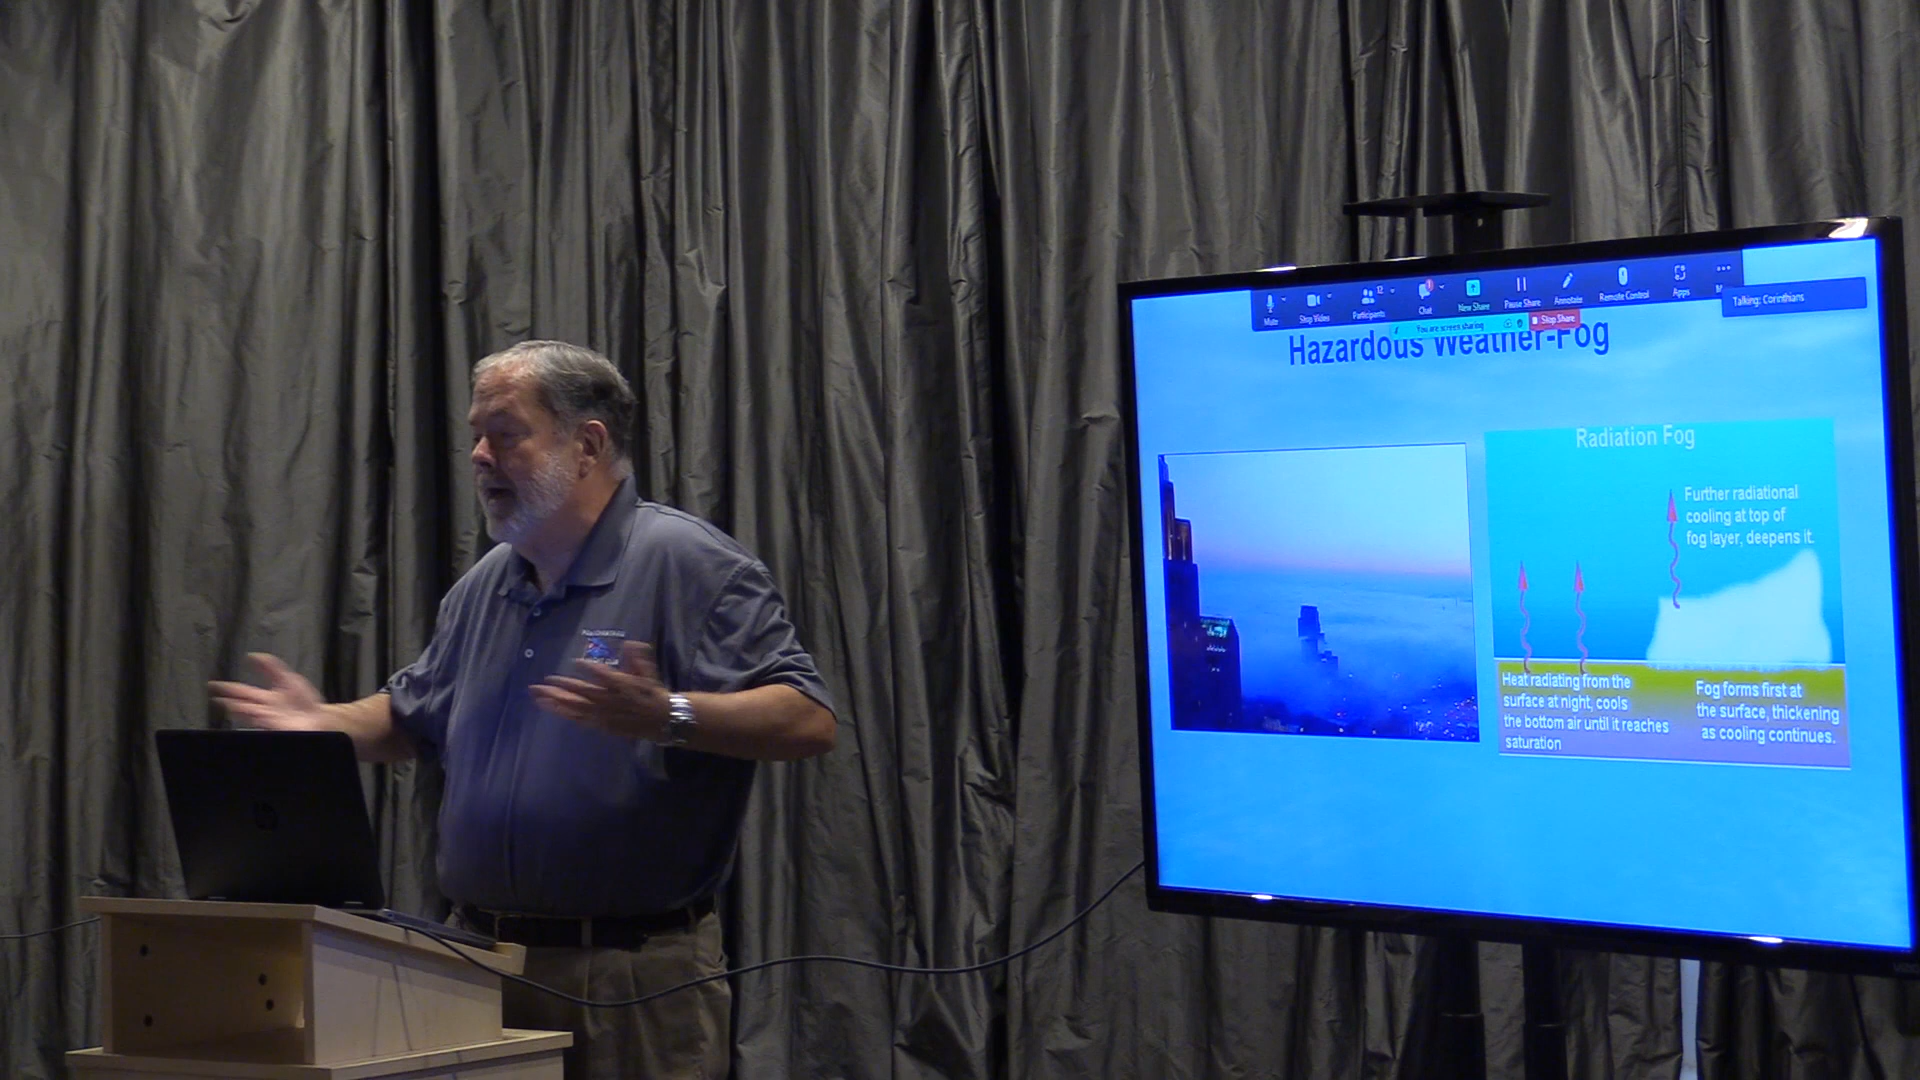 12
1
Mute
Stop Video
Participants
Chat
New Share
Pause Share
Annotate
Remote Control
Apps
Talking: Corinthians
You are screen sharing
Stop Share
Hazardous Weather-Fog
Radiation Fog
Further radiational
cooling at top of
fog layer, deepens it.
Heat radiating from the
surface at night, cools
the bottom air until it reaches
saturation
Fog forms first at
the surface, thickening
as cooling continues.
hp